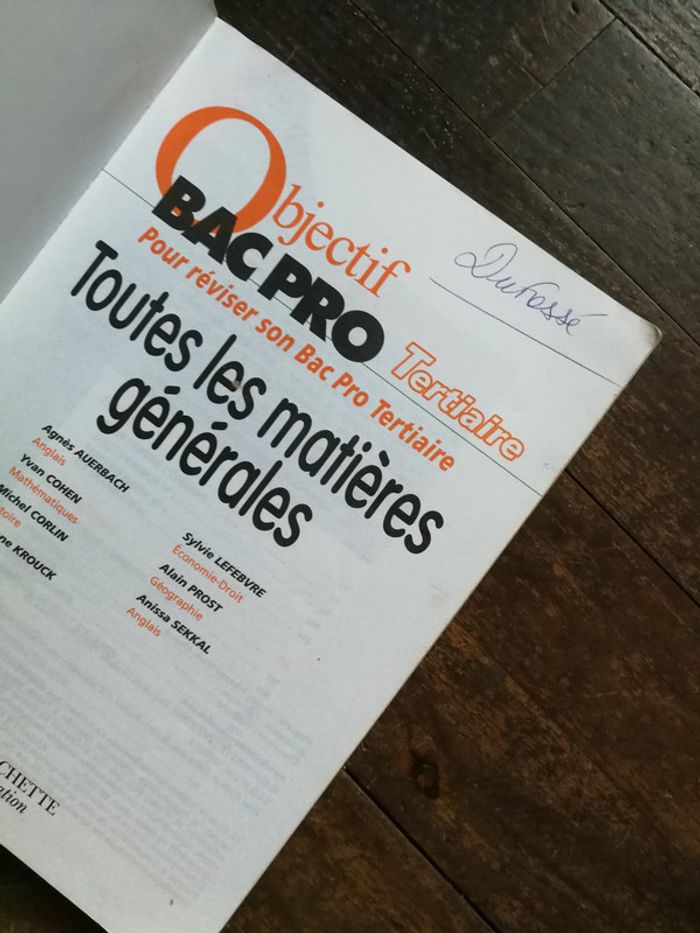 Objectif
BAC PRO
Tertiaire
Dufossé
Pour réviser son Bac Pro Tertiaire
Toutes les matières
générales
Agnès AUERBACH
Anglais
Yvan COHEN
Mathématiques
Michel CORLIN
KROUCK
Sylvie LEFEBVRE
Économie-Droit
Alain PROST
Géographie
Anissa SEKKAL
Anglais
CHETTE